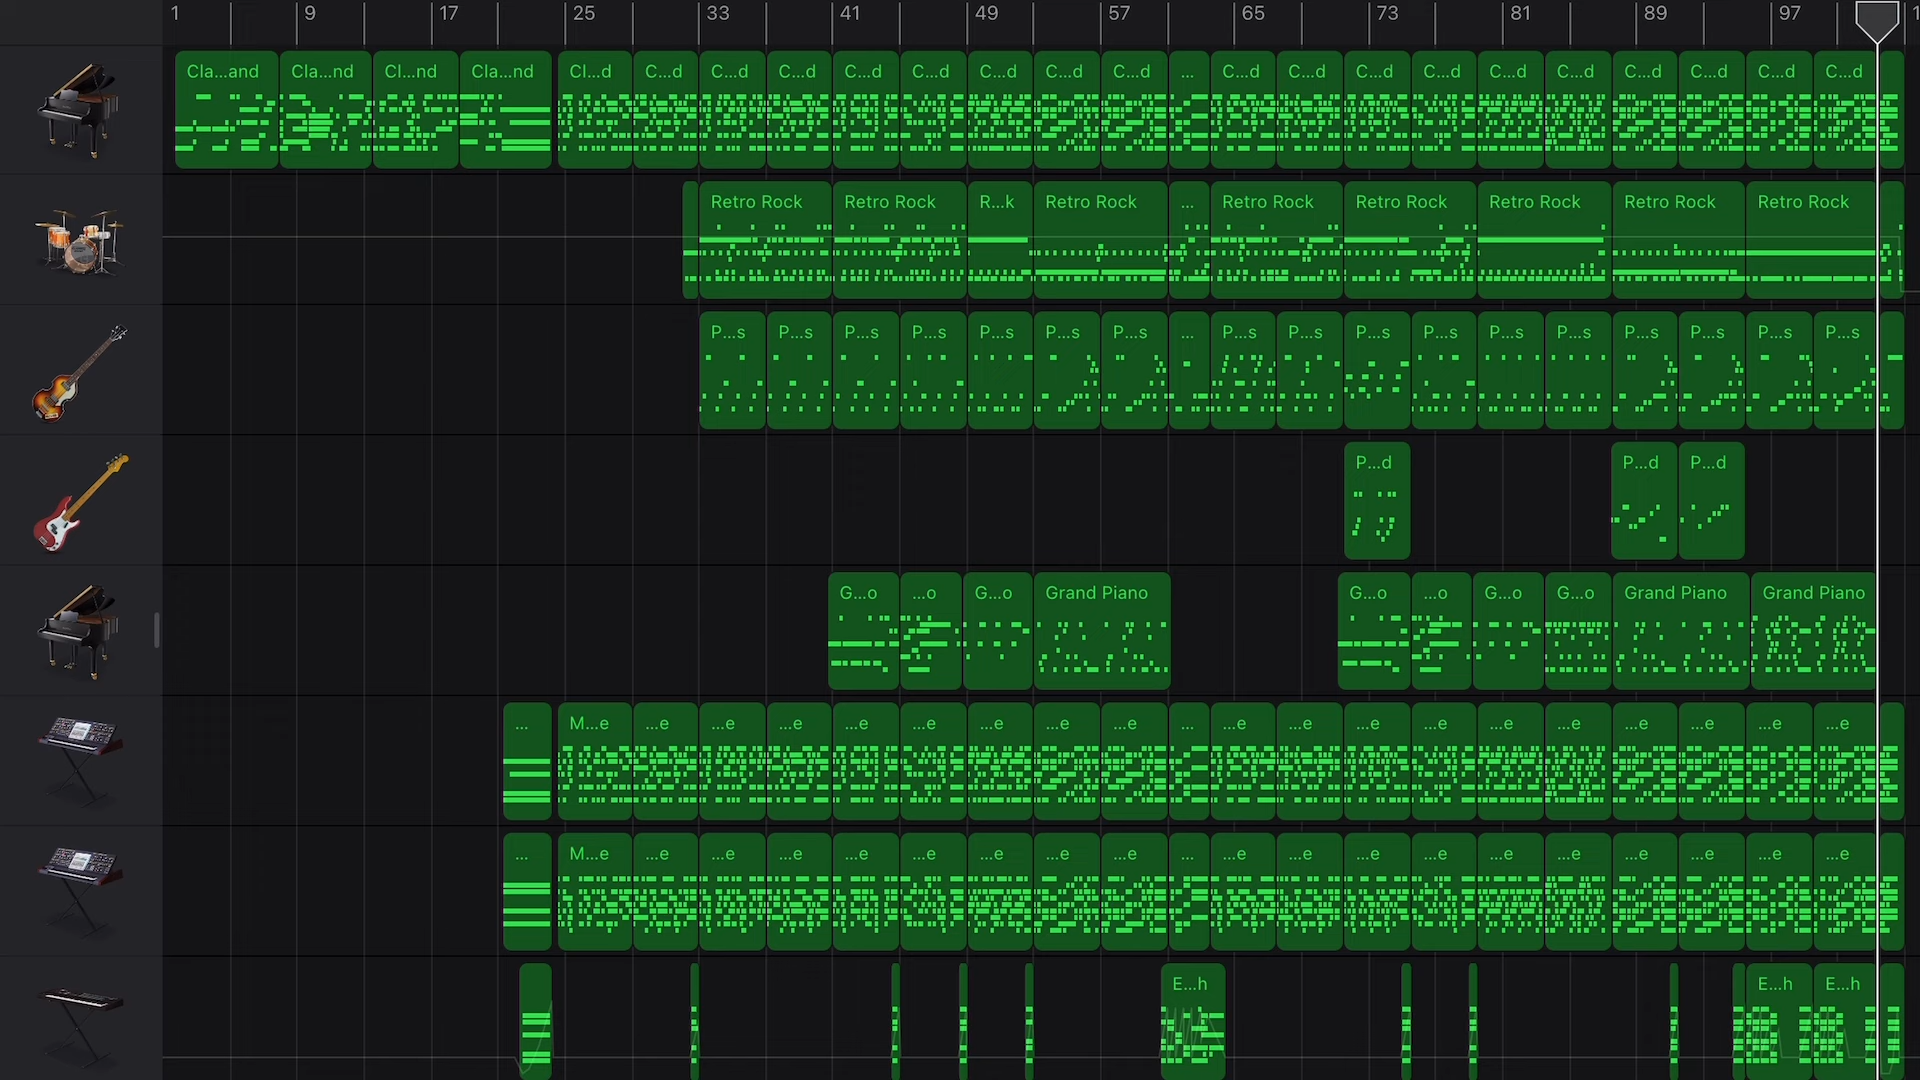 1 9 17 25 33 41 49 57 65 73 81 89 97 1
Cla...and Cla...nd Cl...nd Cla...nd Cl...d C...d C...d C...d C...d C...d C...d C...d C...d ... C...d C...d C...d C...d C...d C...d C...d C...d C...d C...d
Retro Rock Retro Rock R...k Retro Rock ... Retro Rock Retro Rock Retro Rock Retro Rock Retro Rock
P...s P...s P...s P...s P...s P...s P...s ... P...s P...s P...s P...s P...s P...s P...s P...s P...s P...s
P...d P...d P...d
G...o ...o G...o Grand Piano G...o ...o G...o G...o Grand Piano Grand Piano
... M...e ...e ...e ...e ...e ...e ...e ...e ...e ... ...e ...e ...e ...e ...e ...e ...e ...e ...e ...e
... M...e ...e ...e ...e ...e ...e ...e ...e ...e ... ...e ...e ...e ...e ...e ...e ...e ...e ...e ...e
E...h E...h E...h